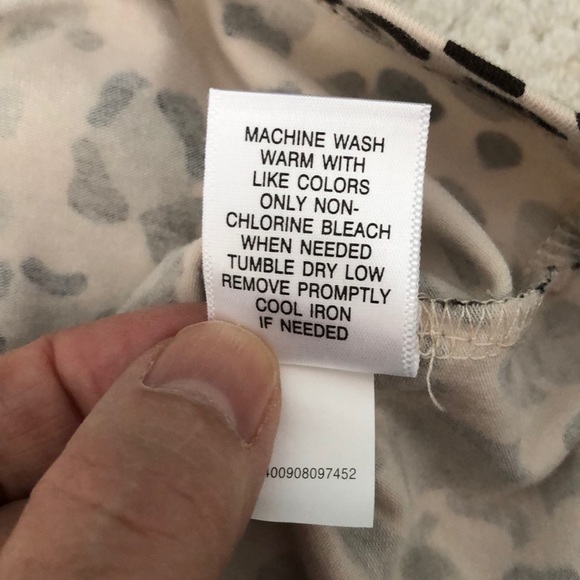 MACHINE WASH
WARM WITH
LIKE COLORS
ONLY NON-
CHLORINE BLEACH
WHEN NEEDED
TUMBLE DRY LOW
REMOVE PROMPTLY
COOL IRON
IF NEEDED
400908097452